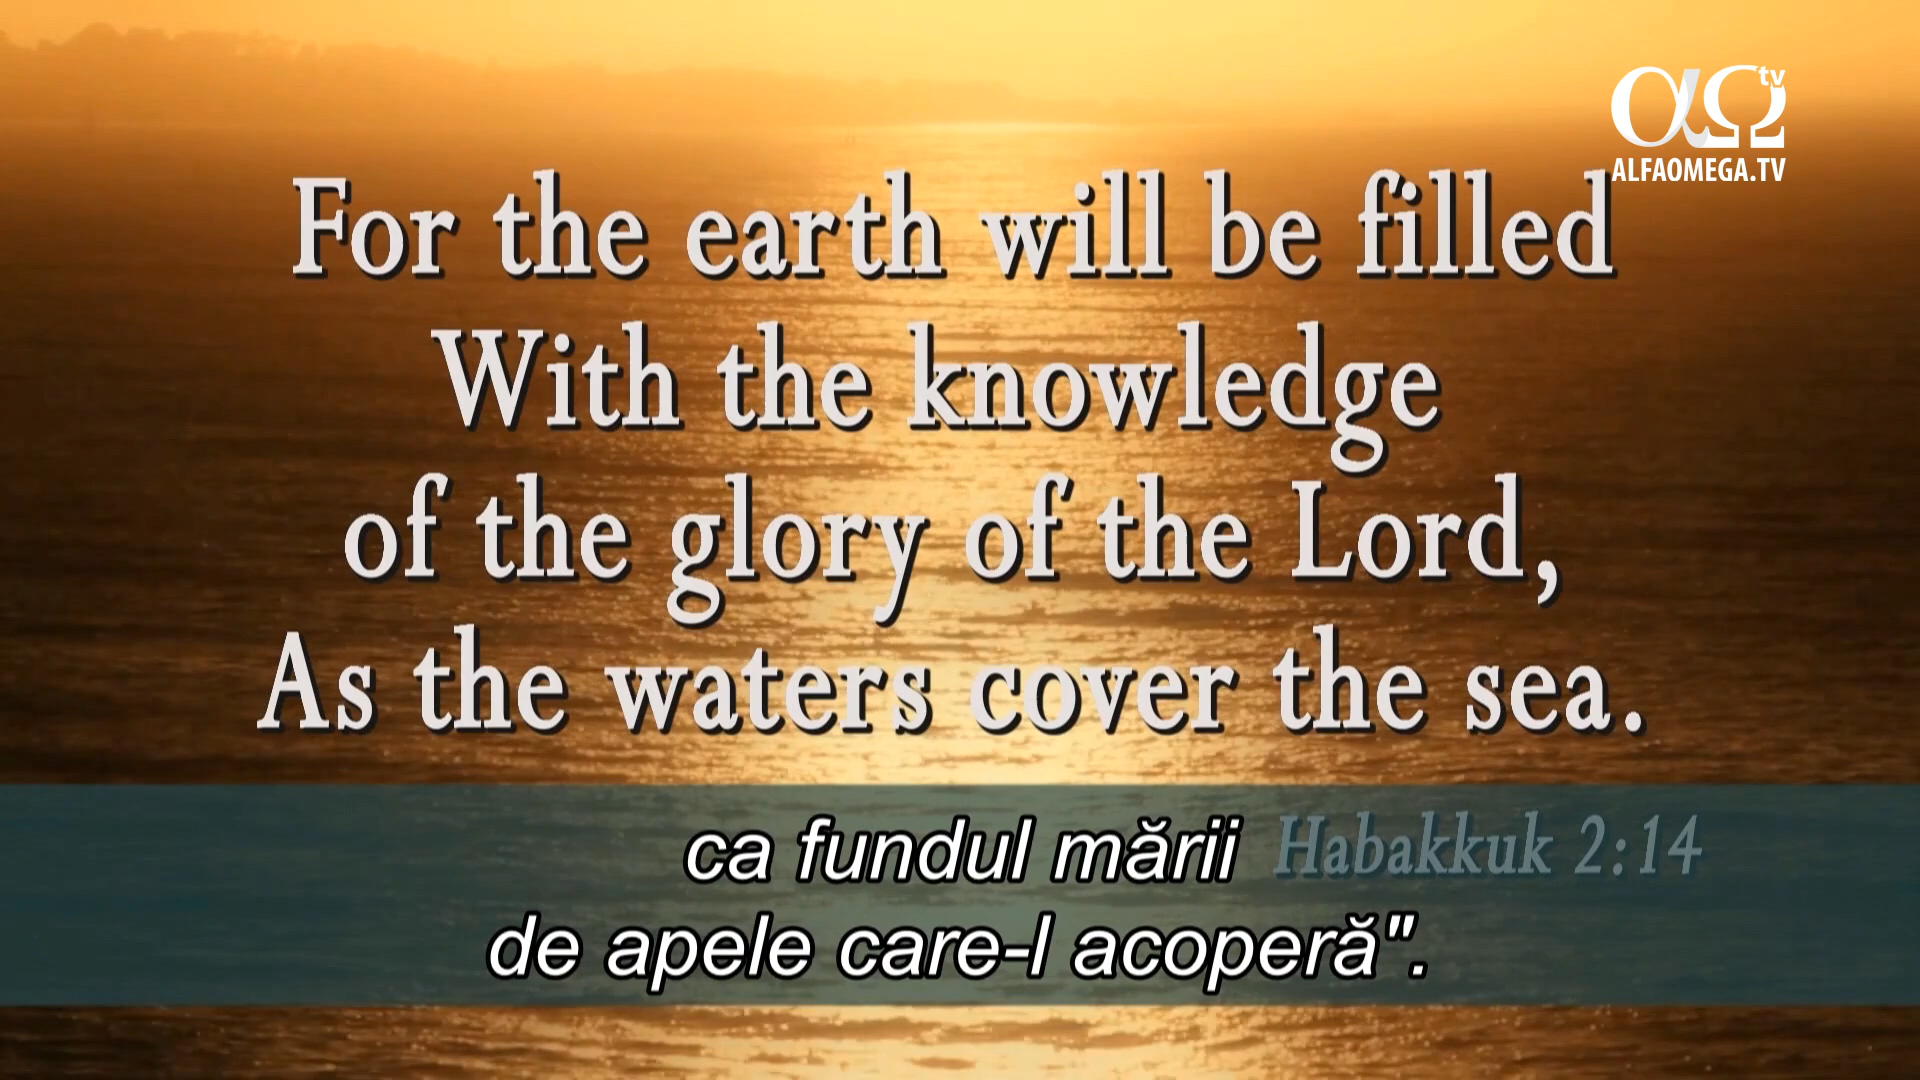 tv
αΩ
ALFAOMEGA.TV
For the earth will be filled
With the knowledge
of the glory of the Lord,
As the waters cover the sea.
Habakkuk 2:14
ca fundul mării
de apele care-l acoperă".